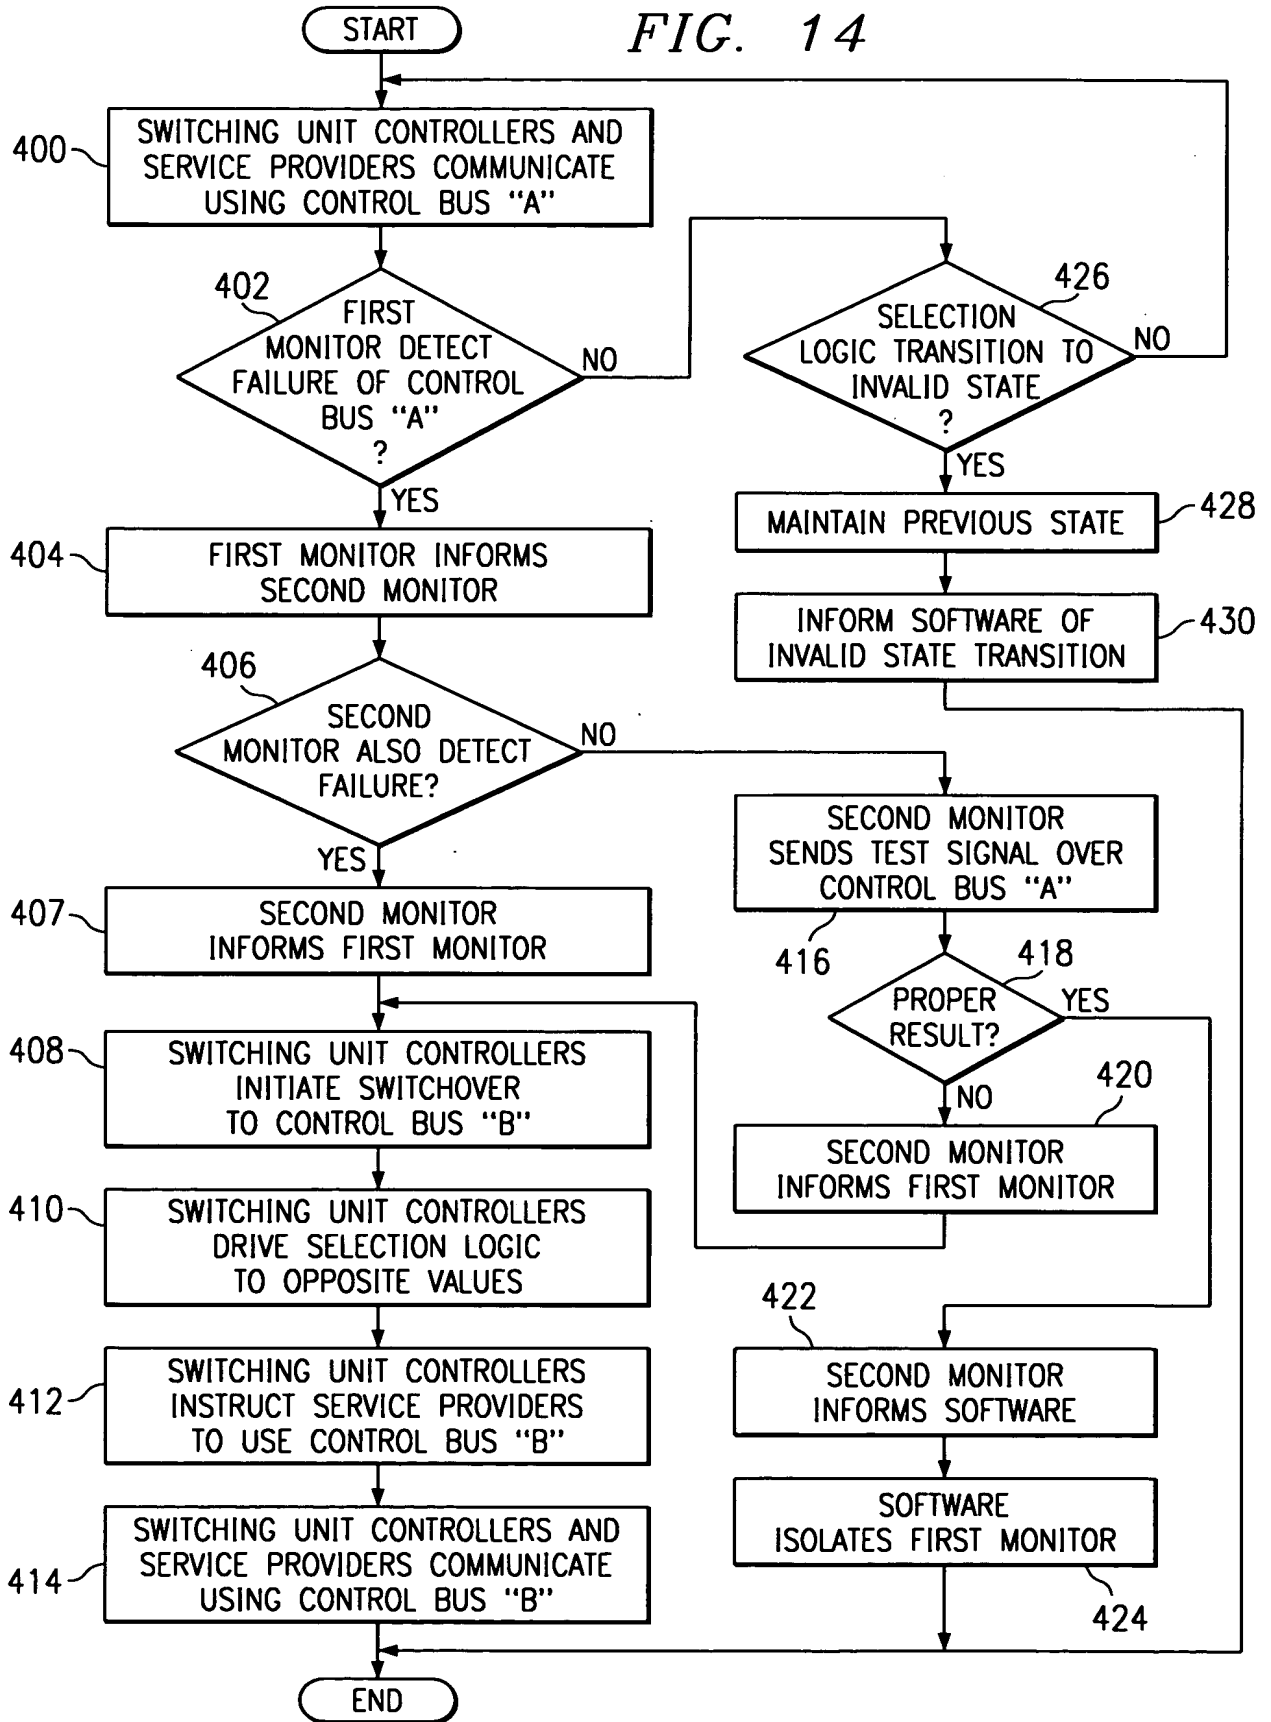 START
FIG. 14
400
SWITCHING UNIT CONTROLLERS AND
SERVICE PROVIDERS COMMUNICATE
USING CONTROL BUS “A”
402
FIRST
MONITOR DETECT
FAILURE OF CONTROL
BUS “A”
?
NO
YES
426
SELECTION
LOGIC TRANSITION TO
INVALID STATE
?
NO
YES
404
FIRST MONITOR INFORMS
SECOND MONITOR
MAINTAIN PREVIOUS STATE
428
INFORM SOFTWARE OF
INVALID STATE TRANSITION
430
406
SECOND
MONITOR ALSO DETECT
FAILURE?
NO
YES
SECOND MONITOR
SENDS TEST SIGNAL OVER
CONTROL BUS “A”
416
407
SECOND MONITOR
INFORMS FIRST MONITOR
418
PROPER
RESULT?
YES
NO
408
SWITCHING UNIT CONTROLLERS
INITIATE SWITCHOVER
TO CONTROL BUS “B”
420
SECOND MONITOR
INFORMS FIRST MONITOR
410
SWITCHING UNIT CONTROLLERS
DRIVE SELECTION LOGIC
TO OPPOSITE VALUES
422
SECOND MONITOR
INFORMS SOFTWARE
412
SWITCHING UNIT CONTROLLERS
INSTRUCT SERVICE PROVIDERS
TO USE CONTROL BUS “B”
SOFTWARE
ISOLATES FIRST MONITOR
424
414
SWITCHING UNIT CONTROLLERS AND
SERVICE PROVIDERS COMMUNICATE
USING CONTROL BUS “B”
END